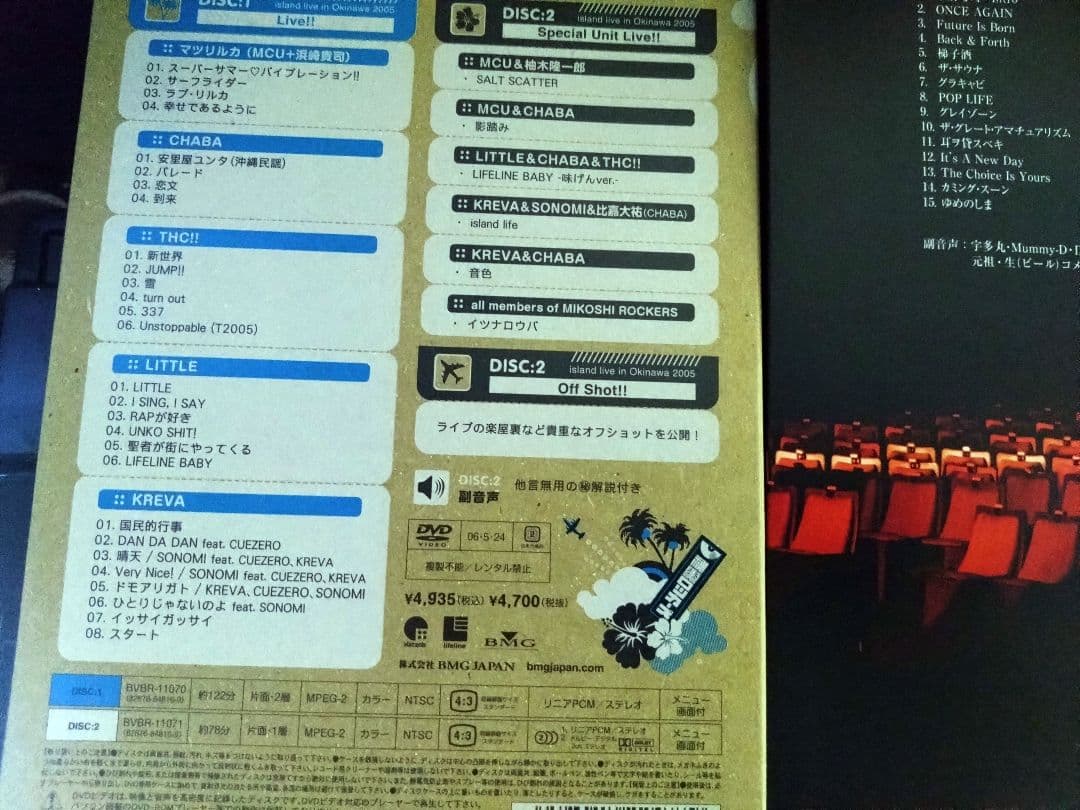 DISC:1
island live in Okinawa 2005
Live!!
マツリルカ（MCU+浜崎貴司）
01. スーパーサマー♡バイブレーション!!
02. サーフライダー
03. ラブ・リルカ
04. 幸せであるように
CHABA
01. 安里屋ユンタ（沖縄民謡）
02. パレード
03. 恋文
04. 到来
THC!!
01. 新世界
02. JUMP!!
03. 雪
04. turn out
05. 337
06. Unstoppable (T2005)
LITTLE
01. LITTLE
02. I SING, I SAY
03. RAPが好き
04. UNKO SHIT!
05. 聖者が街にやってくる
06. LIFELINE BABY
KREVA
01. 国民的行事
02. DAN DA DAN feat. CUEZERO
03. 晴天 / SONOMI feat. CUEZERO、KREVA
04. Very Nice! / SONOMI feat. CUEZERO、KREVA
05. ドモアリガト / KREVA、CUEZERO、SONOMI
06. ひとりじゃないのよ feat. SONOMI
07. イッサイガッサイ
08. スタート
DISC:2
island live in Okinawa 2005
Special Unit Live!!
MCU&柚木隆一郎
・ SALT SCATTER
MCU&CHABA
・ 影踏み
LITTLE&CHABA&THC!!
・ LIFELINE BABY -味げんver.-
KREVA&SONOMI&比嘉大祐(CHABA)
・ island life
KREVA&CHABA
・ 音色
all members of MIKOSHI ROCKERS
・ イツナロウバ
DISC:2
island live in Okinawa 2005
Off Shot!!
ライブの楽屋裏など貴重なオフショットを公開！
DISC:2
副音声
他言無用の㊙解説付き
DVD
VIDEO
06・5・24
2
複製不能／レンタル禁止
¥4,935(税込) ¥4,700(税抜)
lifeline
BMG
株式会社 BMG JAPAN bmgjapan.com
DISC:1 BVBR-11070 約122分 片面・2層 MPEG-2 カラー NTSC 4:3 リニアPCM／ステレオ メニュー画面付
DISC:2 BVBR-11071 約78分 片面・1層 MPEG-2 カラー NTSC 4:3 1. リニアPCM／ステレオ メニュー画面付
2. ONCE AGAIN
3. Future Is Born
4. Back & Forth
5. 梯子酒
6. ザ・サウナ
7. グラキャビ
8. POP LIFE
9. グレイゾーン
10. ザ・グレート・アマチュアリズム
11. 耳ヲ貸スベキ
12. It's A New Day
13. The Choice Is Yours
14. カミング・スーン
15. ゆめのしま
副音声：宇多丸・Mummy-D・
元祖・生(ビール)コメ